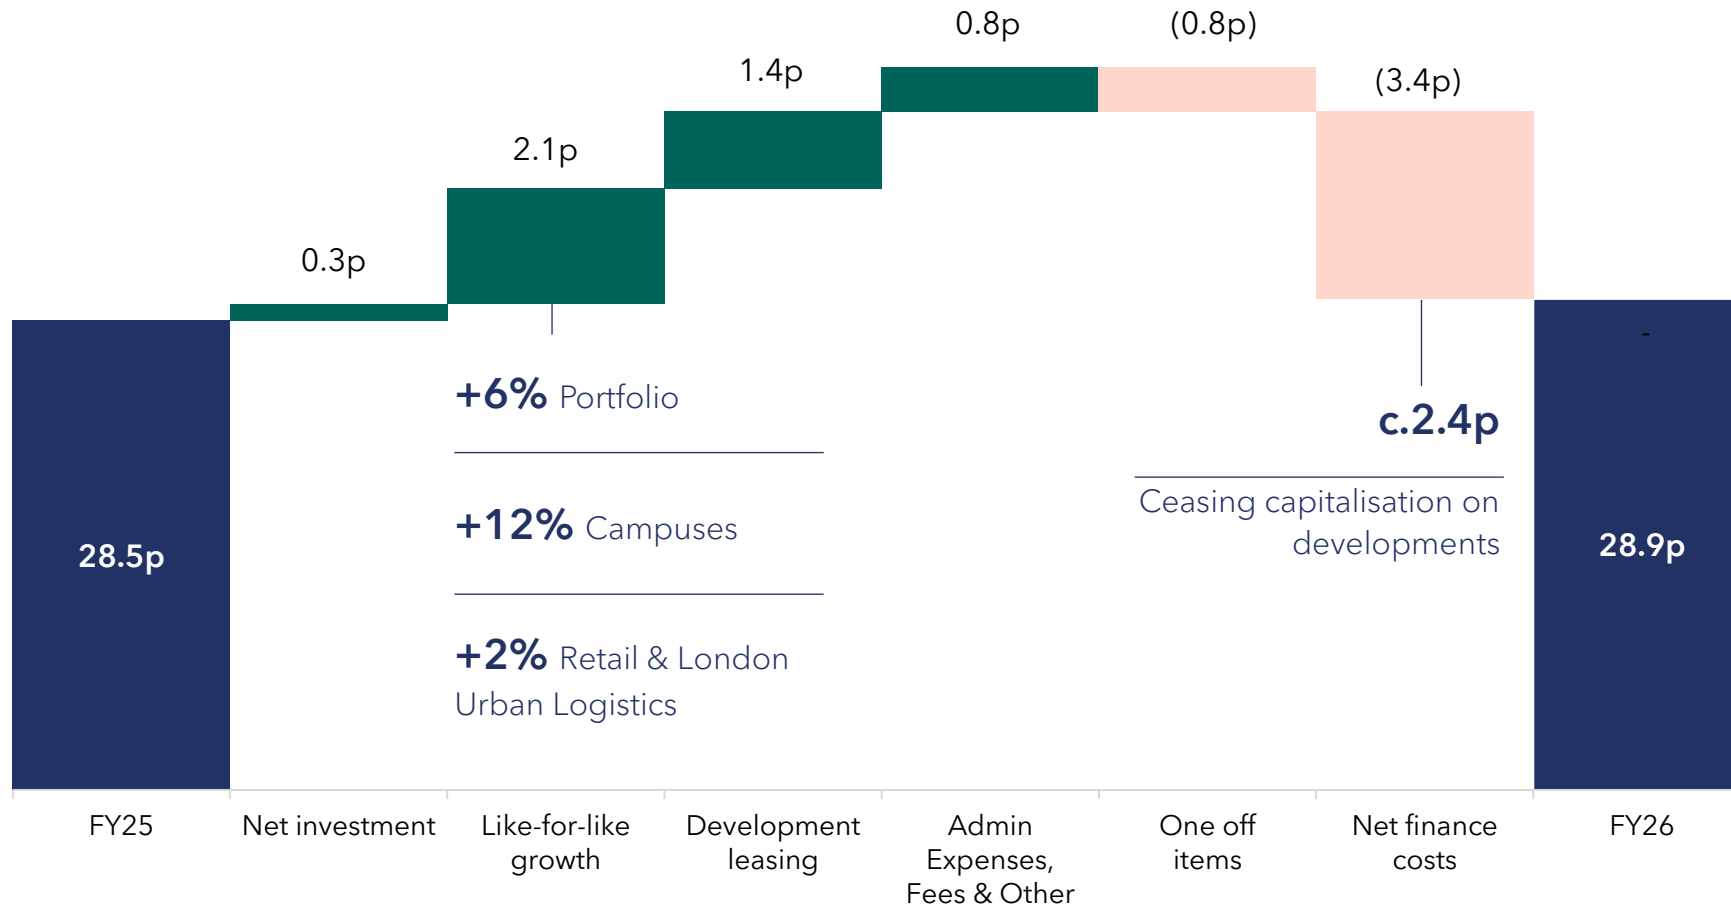 0.8p
(0.8p)
1.4p
(3.4p)
2.1p
0.3p
-
+6% Portfolio
c.2.4p
+12% Campuses
Ceasing capitalisation on
developments
28.5p
28.9p
+2% Retail & London
Urban Logistics
FY25
Net investment
Like-for-like
growth
Development
leasing
Admin
Expenses,
Fees & Other
One off
items
Net finance
costs
FY26